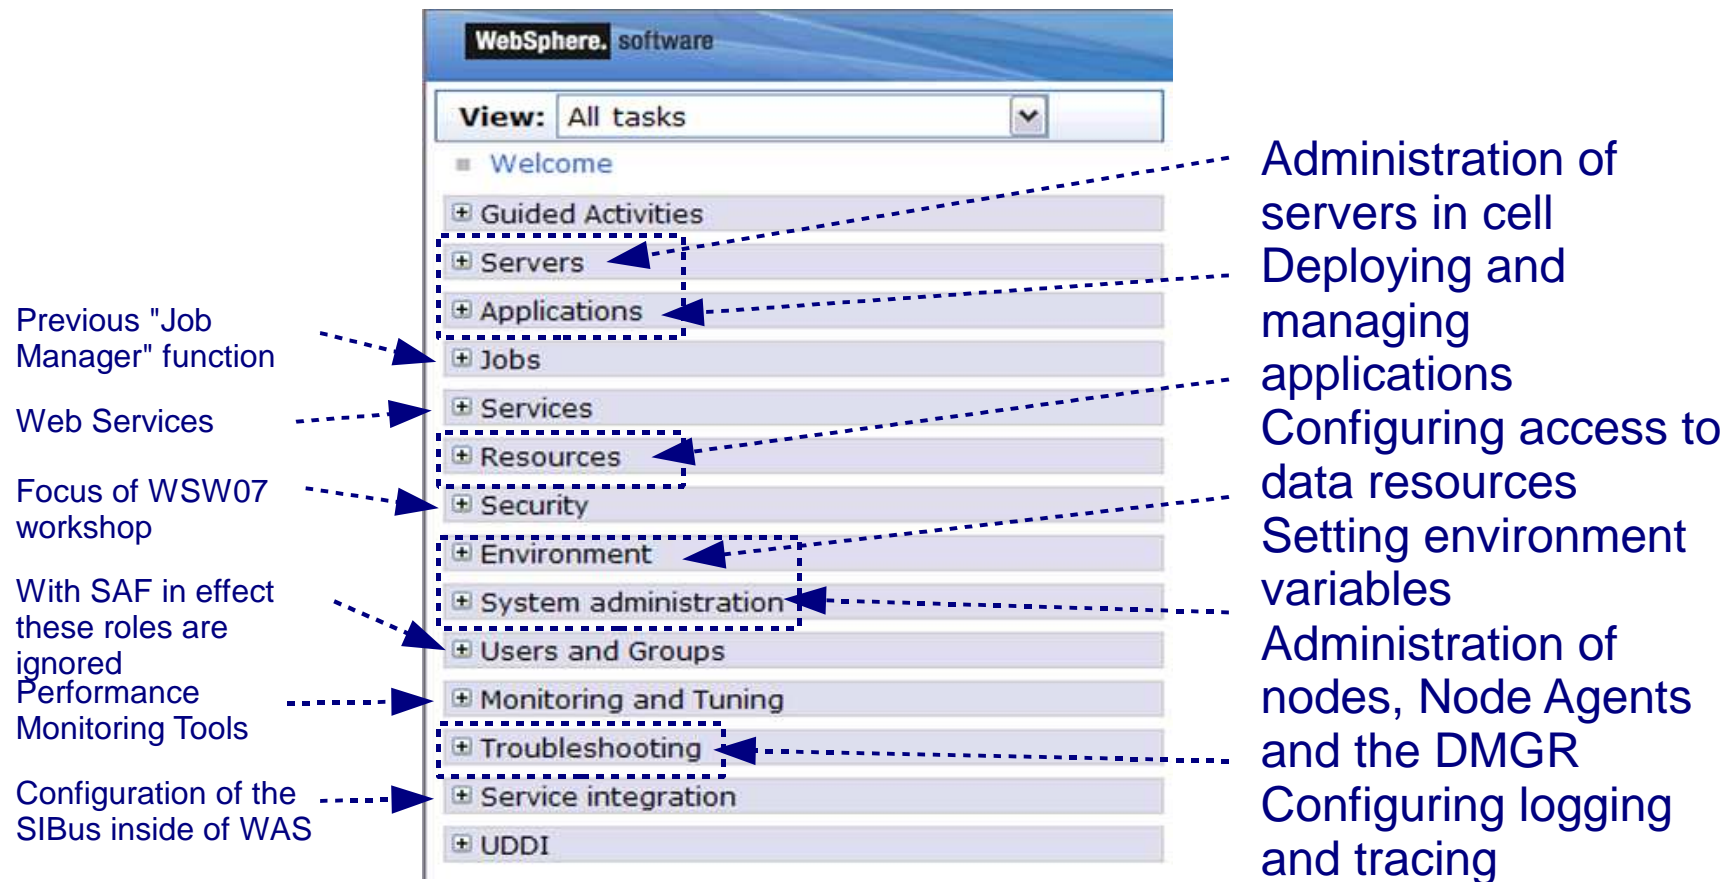 WebSphere. software
View: All tasks
Welcome
Guided Activities
Servers
Applications
Jobs
Services
Resources
Security
Environment
System administration
Users and Groups
Monitoring and Tuning
Troubleshooting
Service integration
UDDI
Previous "Job
Manager" function
Web Services
Focus of WSW07
workshop
With SAF in effect
these roles are
ignored
Performance
Monitoring Tools
Configuration of the
SIBus inside of WAS
Administration of
servers in cell
Deploying and
managing
applications
Configuring access to
data resources
Setting environment
variables
Administration of
nodes, Node Agents
and the DMGR
Configuring logging
and tracing